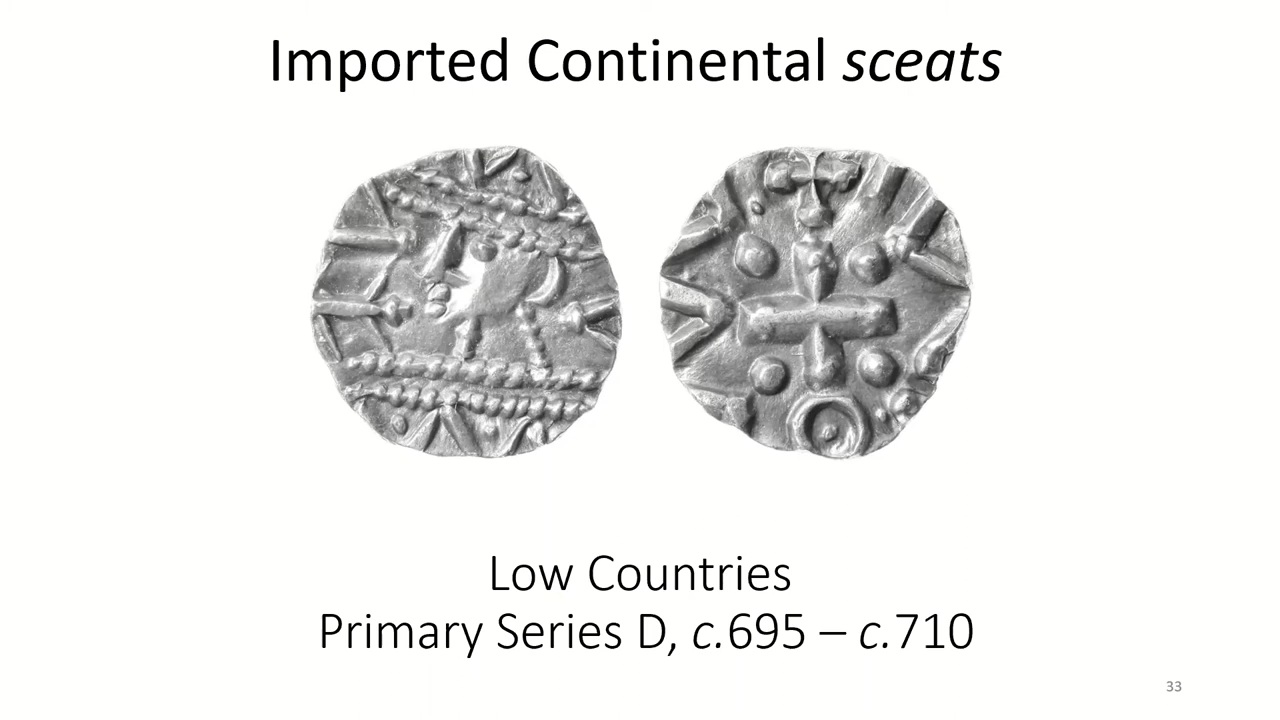 Imported Continental sceats
Low Countries
Primary Series D, c.695 – c.710
33